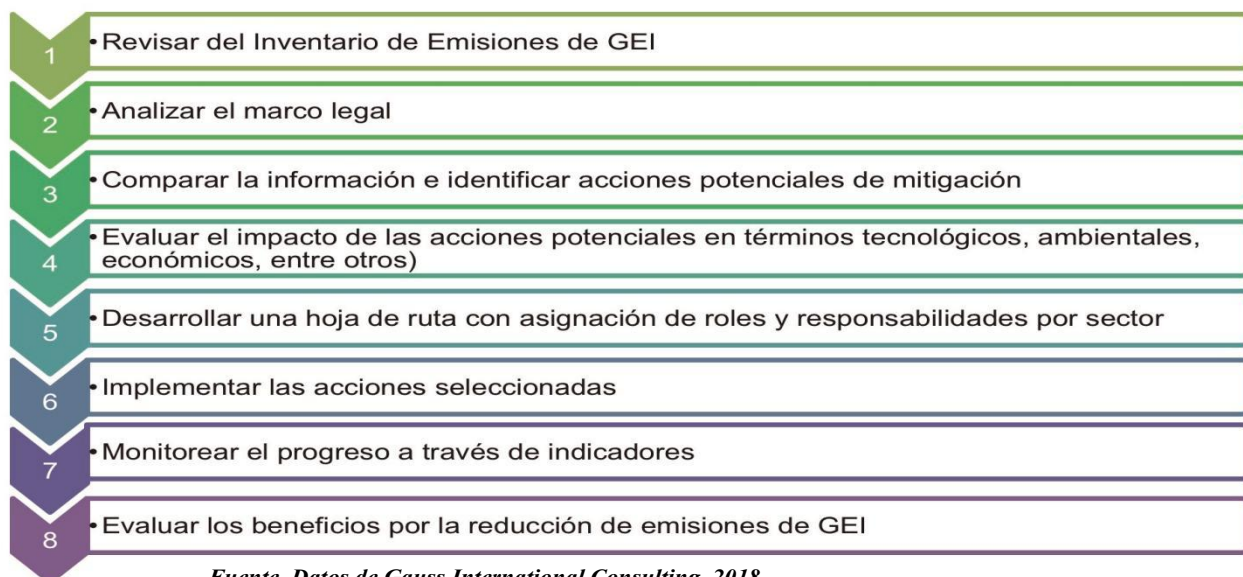 1
• Revisar del Inventario de Emisiones de GEI
2
• Analizar el marco legal
3
• Comparar la información e identificar acciones potenciales de mitigación
4
• Evaluar el impacto de las acciones potenciales en términos tecnológicos, ambientales,
económicos, entre otros)
5
• Desarrollar una hoja de ruta con asignación de roles y responsabilidades por sector
6
• Implementar las acciones seleccionadas
7
• Monitorear el progreso a través de indicadores
8
• Evaluar los beneficios por la reducción de emisiones de GEI
Fuente. Datos de Gauss International Consulting, 2018